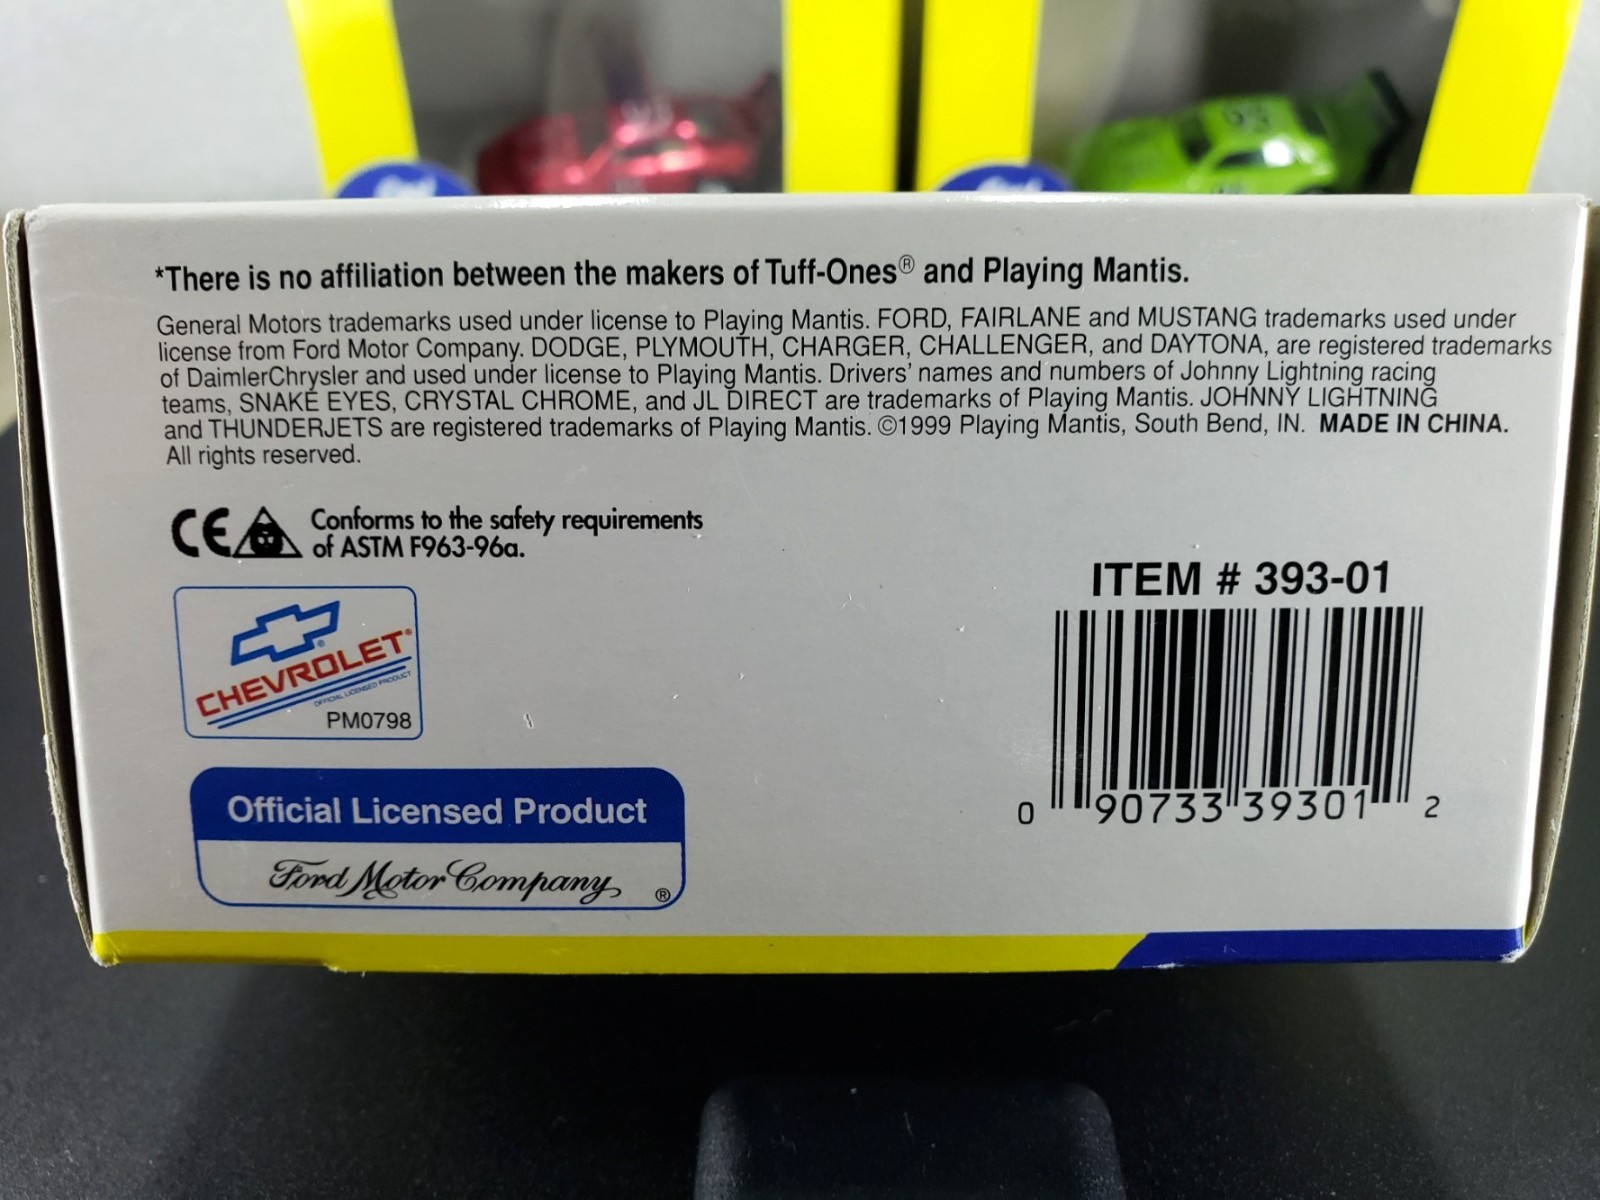 *There is no affiliation between the makers of Tuff-Ones® and Playing Mantis.
General Motors trademarks used under license to Playing Mantis. FORD, FAIRLANE and MUSTANG trademarks used under
license from Ford Motor Company. DODGE, PLYMOUTH, CHARGER, CHALLENGER, and DAYTONA, are registered trademarks
of DaimlerChrysler and used under license to Playing Mantis. Drivers' names and numbers of Johnny Lightning racing
teams, SNAKE EYES, CRYSTAL CHROME, and JL DIRECT are trademarks of Playing Mantis. JOHNNY LIGHTNING
and THUNDERJETS are registered trademarks of Playing Mantis. ©1999 Playing Mantis, South Bend, IN. MADE IN CHINA.
All rights reserved.
CE
Conforms to the safety requirements
of ASTM F963-96a.
CHEVROLET®
OFFICIAL LICENSED PRODUCT
PM0798
Official Licensed Product
Ford Motor Company ®
ITEM # 393-01
0 90733 39301 2